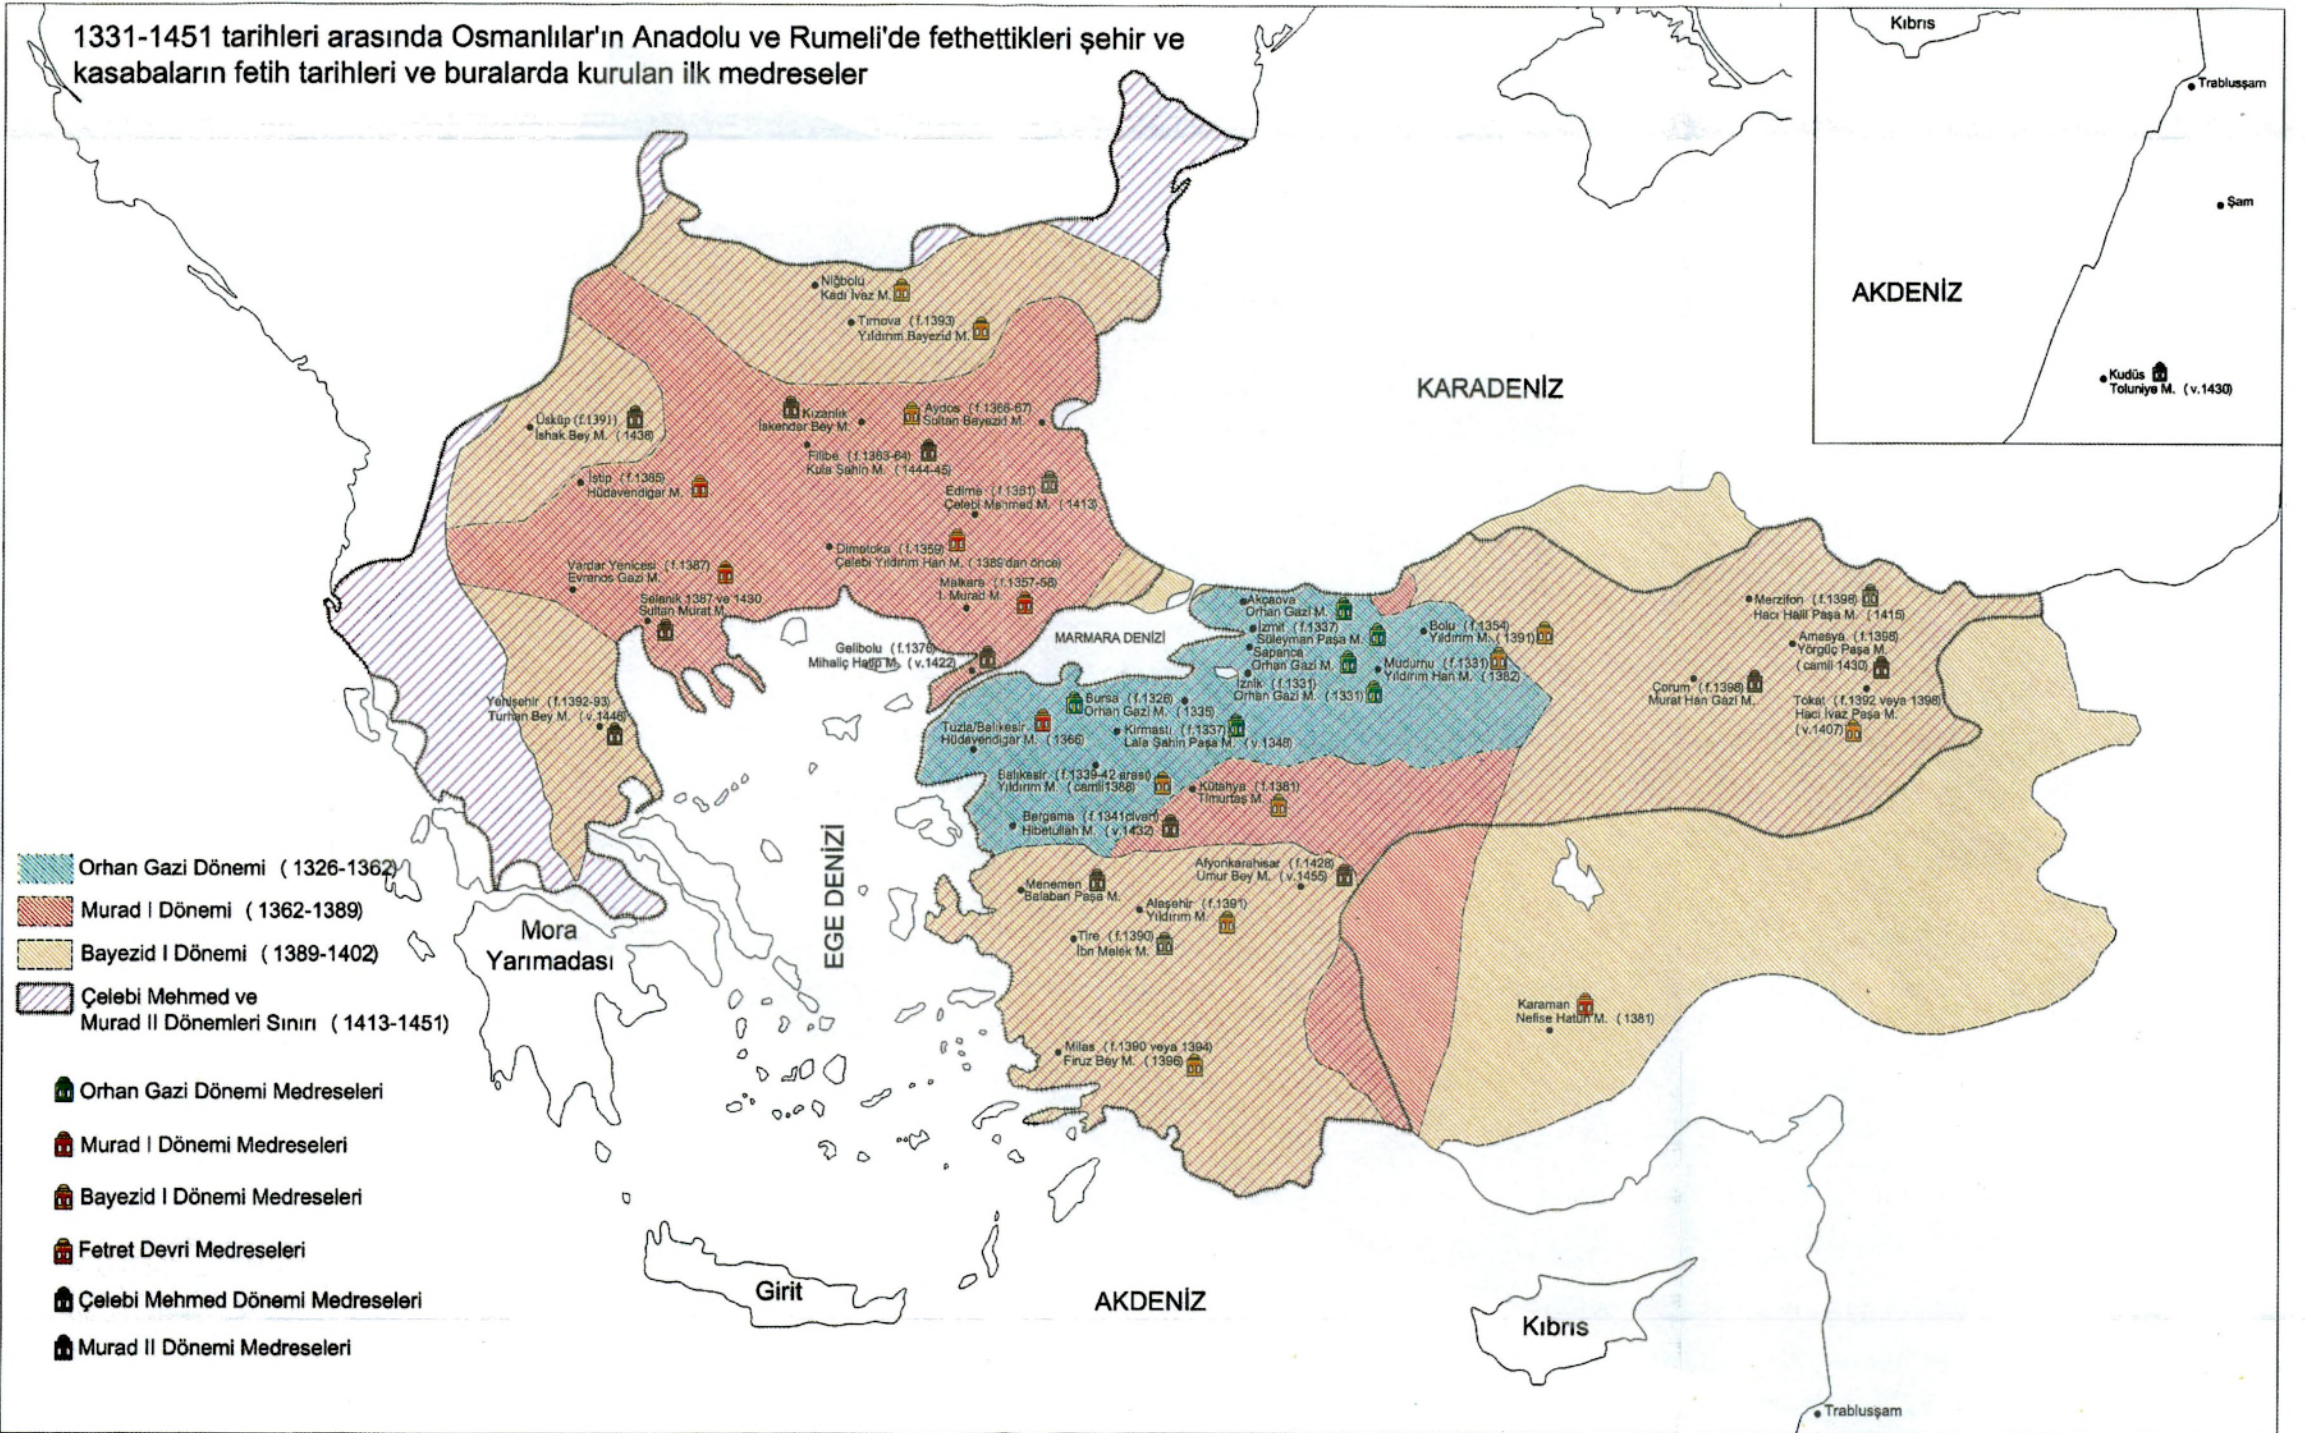 1331-1451 tarihleri arasında Osmanlılar'ın Anadolu ve Rumeli'de fethettikleri şehir ve
kasabaların fetih tarihleri ve buralarda kurulan ilk medreseler
Kıbrıs
Trablusşam
Şam
AKDENİZ
Kudüs
Toluniye M. (v.1430)
KARADENİZ
Niğbolu
Kadı İvaz M.
Tırnova (f.1393)
Yıldırım Bayezid M.
Üsküp (f.1391)
İshak Bey M. (1438)
Kızanlık
İskender Bey M.
Aydos (f.1366-67)
Sultan Bayezid M.
Filibe (f.1363-64)
Kula Şahin M. (1444-45)
İştip (f.1385)
Hüdavendigar M.
Edirne (f.1361)
Çelebi Mehmed M. (1413)
Dimetoka (f.1359)
Çelebi Yıldırım Han M. (1389'dan önce)
Vardar Yenicesi (f.1387)
Evrenos Gazi M.
Malkara (f.1357-58)
I. Murad M.
Selanik 1387 ve 1430
Sultan Murat M.
MARMARA DENİZİ
Gelibolu (f.1376)
Mihaliç Hatip M. (v.1422)
Yenişehir (f.1392-93)
Turhan Bey M. (v.1446)
Akçaova
Orhan Gazi M.
İzmit (f.1337)
Süleyman Paşa M.
Sapanca
Orhan Gazi M.
İznik (f.1331)
Orhan Gazi M. (1331)
Bolu (f.1354)
Yıldırım M. (1391)
Mudurnu (f.1331)
Yıldırım Han M. (1382)
Bursa (f.1326)
Orhan Gazi M. (1335)
Tuzla/Balıkesir
Hüdavendigar M. (1366)
Kirmastı (f.1337)
Lala Şahin Paşa M. (v.1348)
Balıkesir (f.1339-42 arası)
Yıldırım M. (camii1388)
Kütahya (f.1381)
Timurtaş M.
Bergama (f.1341civarı)
Hibetullah M. (v.1432)
Merzifon (f.1398)
Hacı Halil Paşa M. (1415)
Amasya (f.1398)
Yörgüç Paşa M.
(camii 1430)
Çorum (f.1398)
Murat Han Gazi M.
Tokat (f.1392 veya 1398)
Hacı İvaz Paşa M.
(v.1407)
Afyonkarahisar (f.1428)
Umur Bey M. (v.1455)
Menemen
Balaban Paşa M.
Alaşehir (f.1391)
Yıldırım M.
Tire (f.1390)
İbn Melek M.
Karaman
Nefise Hatun M. (1381)
Milas (f.1390 veya 1394)
Firuz Bey M. (1396)
EGE DENİZİ
Mora
Yarımadası
Orhan Gazi Dönemi (1326-1362)
Murad I Dönemi (1362-1389)
Bayezid I Dönemi (1389-1402)
Çelebi Mehmed ve
Murad II Dönemleri Sınırı (1413-1451)
Orhan Gazi Dönemi Medreseleri
Murad I Dönemi Medreseleri
Bayezid I Dönemi Medreseleri
Fetret Devri Medreseleri
Çelebi Mehmed Dönemi Medreseleri
Murad II Dönemi Medreseleri
Girit
AKDENİZ
Kıbrıs
Trablusşam